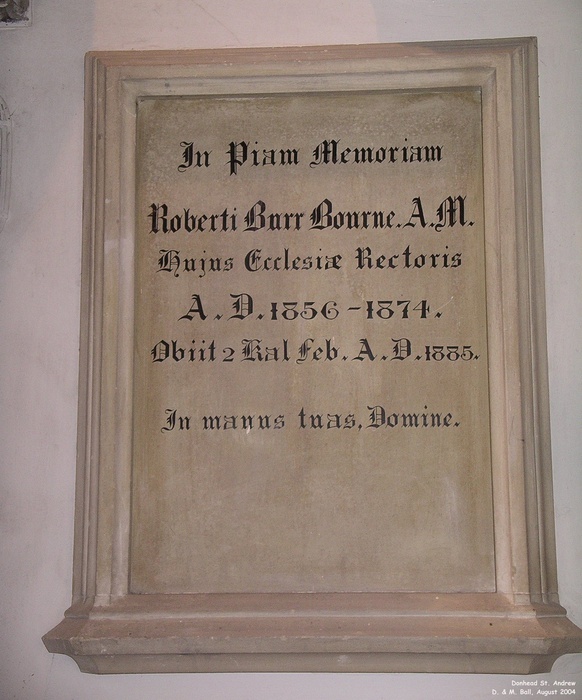 In Piam Memoriam
Roberti Burr Bourne. A.M.
Hujus Ecclesiæ Rectoris
A.D. 1856-1874.
Obiit 2 Kal Feb. A.D. 1885.
In manus tuas, Domine.
Donhead St. Andrew
D. & M. Ball, August 2004